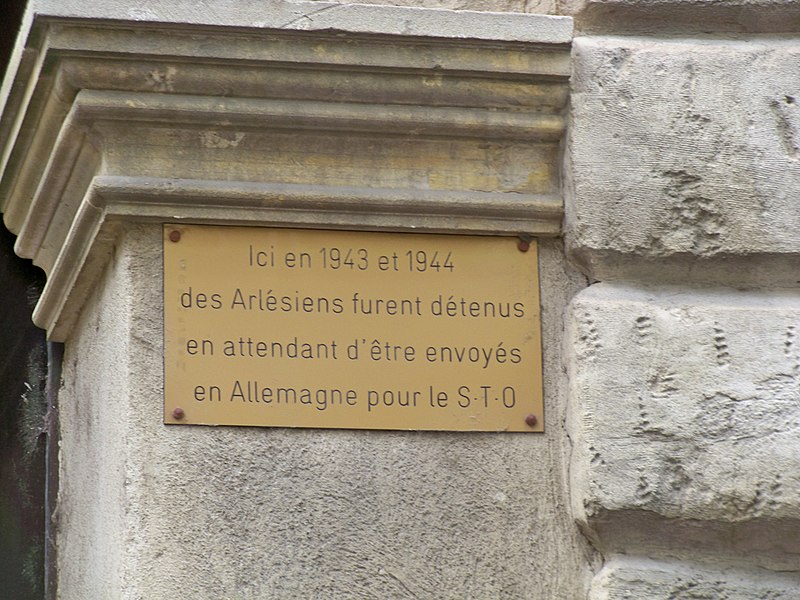 Ici en 1943 et 1944
des Arlésiens furent détenus
en attendant d'être envoyés
en Allemagne pour le S·T·O